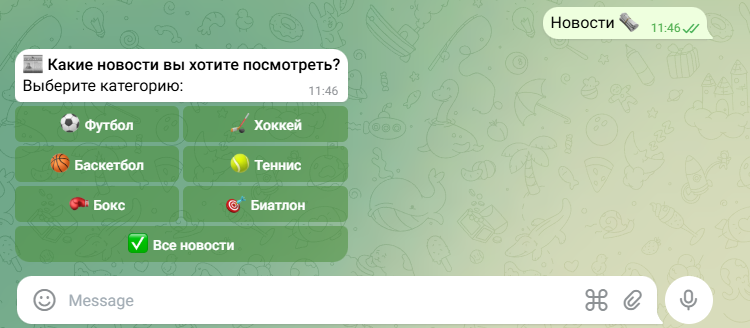 Новости 🗞 11:46
📰 Какие новости вы хотите посмотреть?
Выберите категорию:
11:46
⚽ Футбол
🏒 Хоккей
🏀 Баскетбол
🎾 Теннис
🥊 Бокс
🎯 Биатлон
✅ Все новости
Message